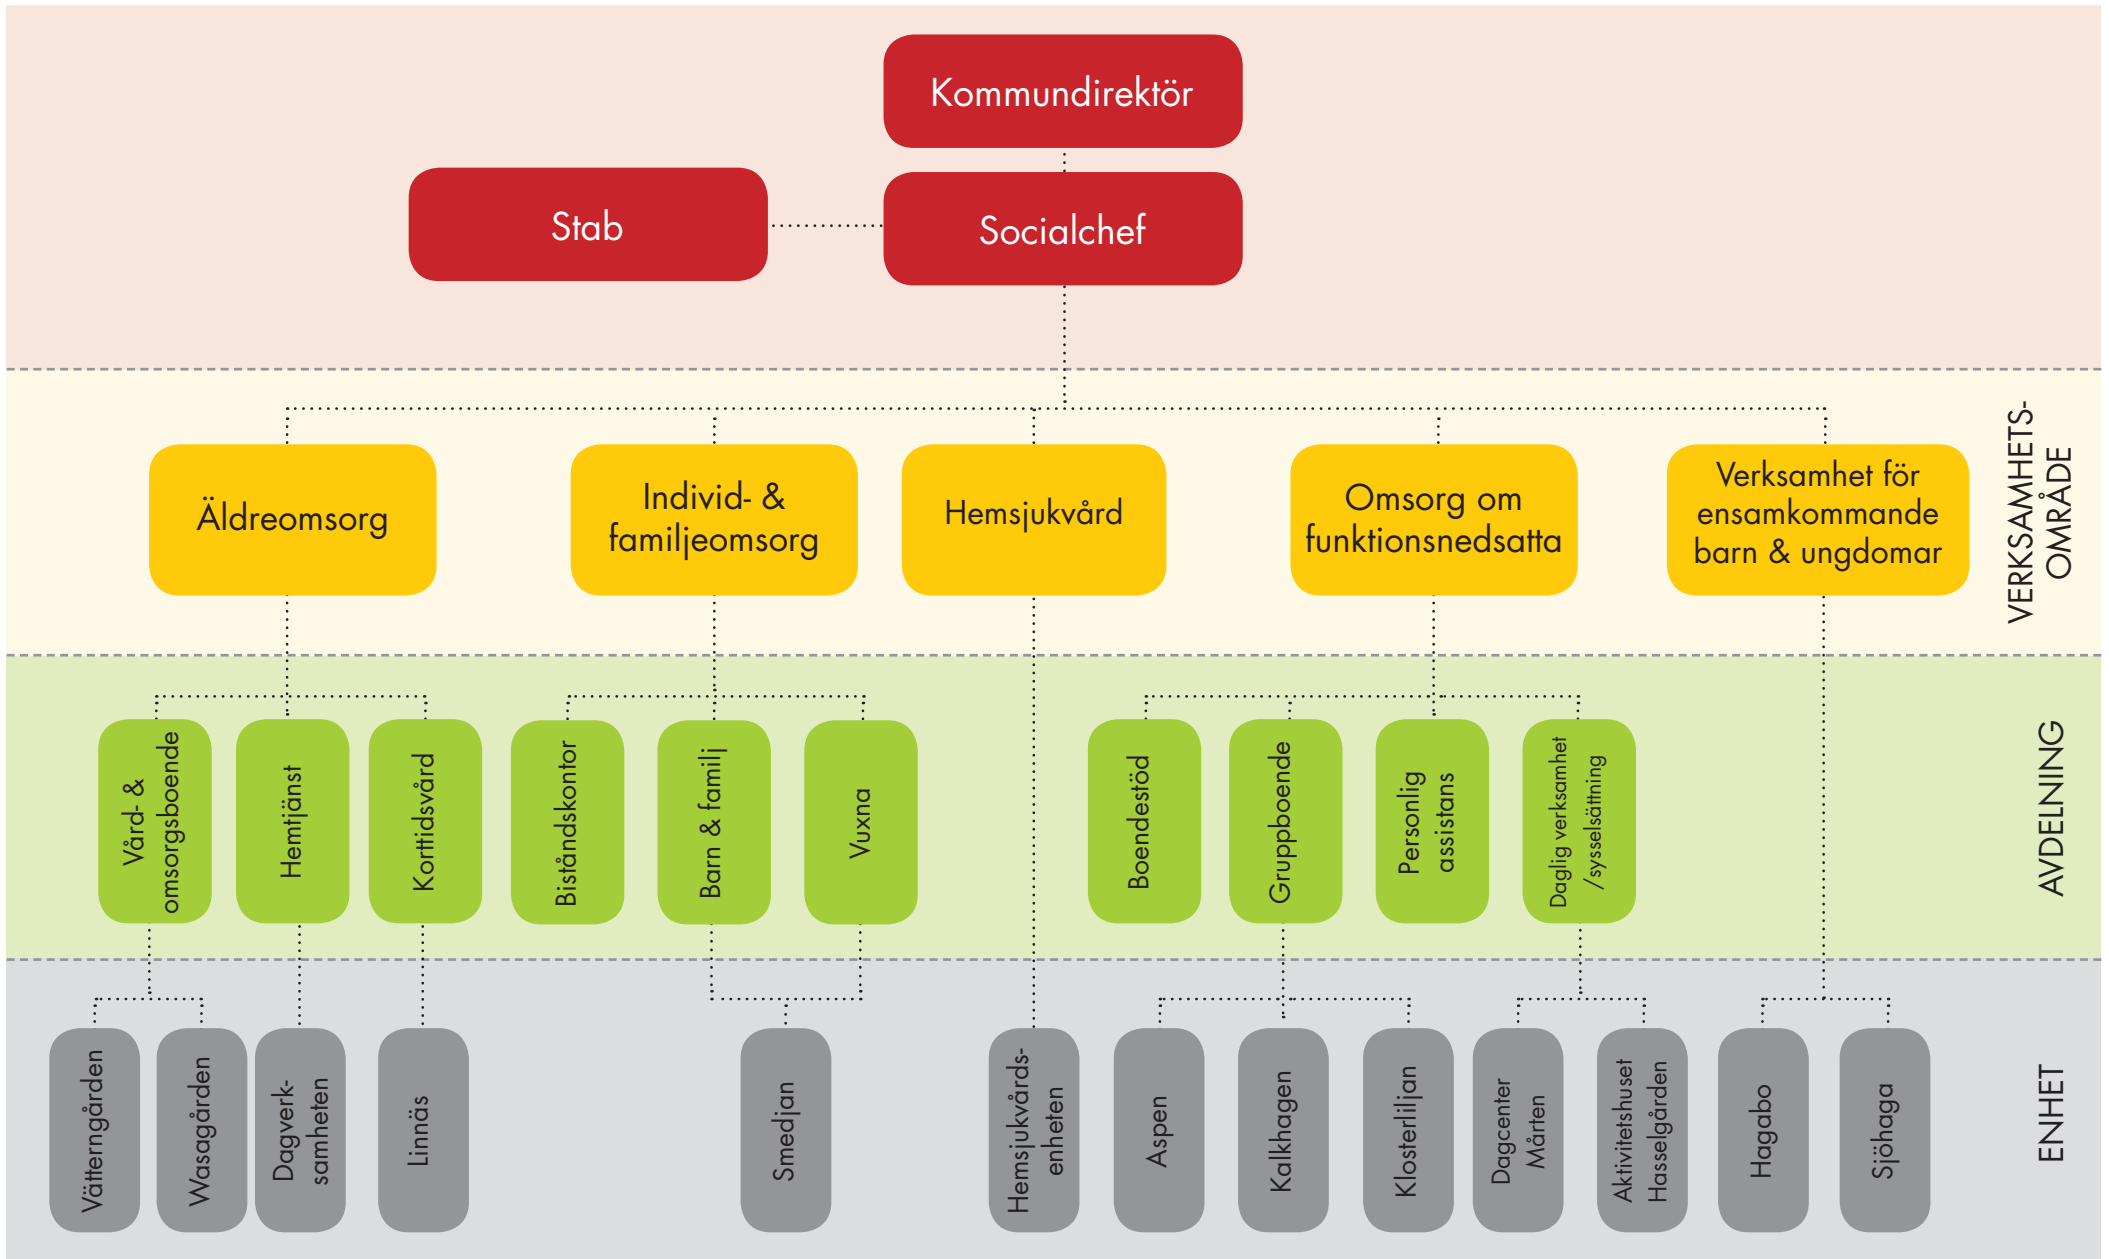 Kommundirektör
Stab
Socialchef
VERKSAMHETS-
OMRÅDE
Äldreomsorg
Individ- &
familjeomsorg
Hemsjukvård
Omsorg om
funktionsnedsatta
Verksamhet för
ensamkommande
barn & ungdomar
AVDELNING
Vård- &
omsorgsboende
Hemtjänst
Korttidsvård
Biståndskontor
Barn & familj
Vuxna
Boendestöd
Gruppboende
Personlig
assistans
Daglig verksamhet
/sysselsättning
ENHET
Vätterngården
Wasagården
Dagverk-
samheten
Linnäs
Smedjan
Hemsjukvårds-
enheten
Aspen
Kalkhagen
Klosterliljan
Dagcenter
Mårten
Aktivitetshuset
Hasselgården
Hagabo
Sjöhaga